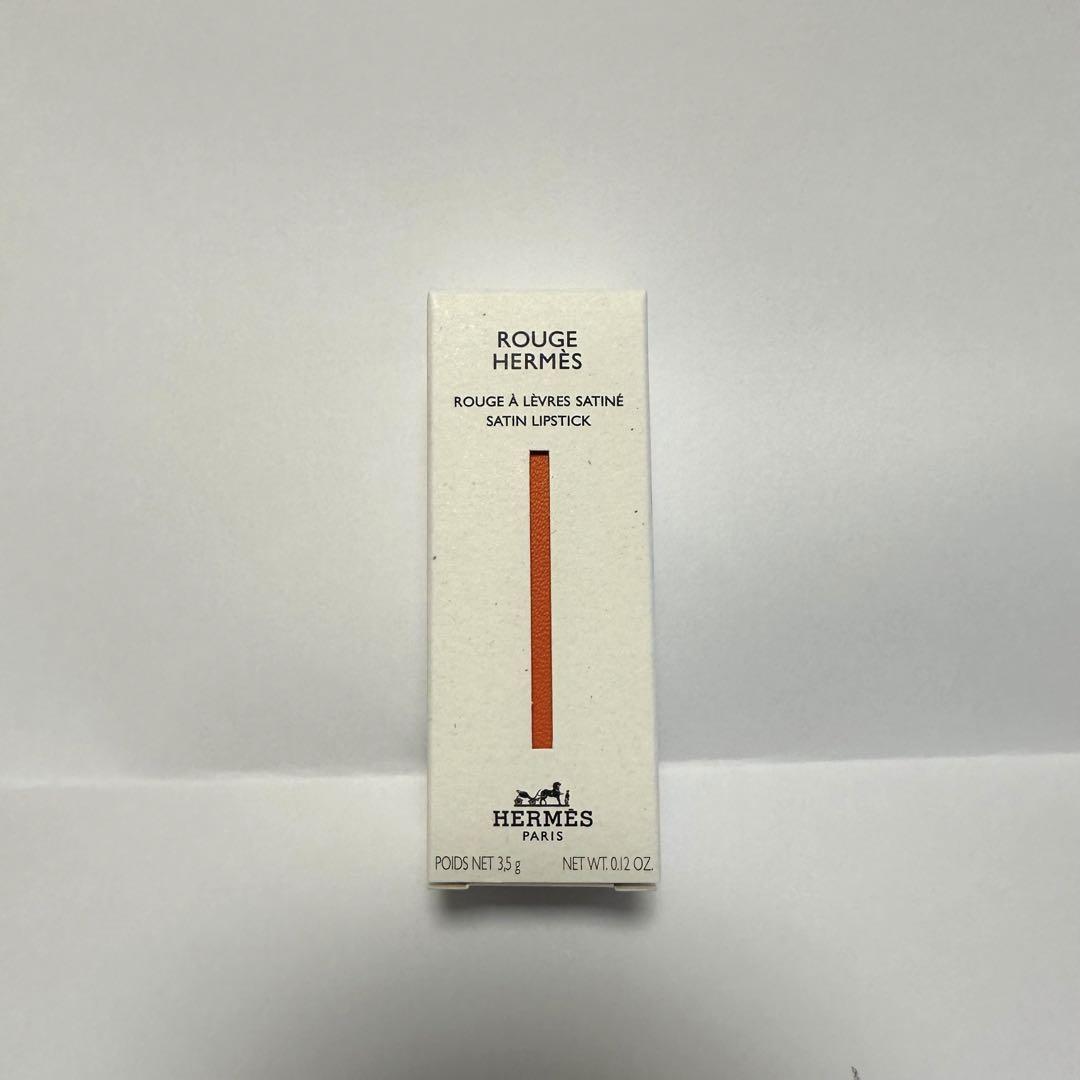 ROUGE
HERMÈS
ROUGE À LÈVRES SATINÉ
SATIN LIPSTICK
HERMÈS
PARIS
POIDS NET 3,5 g NET WT. 0.12 OZ.